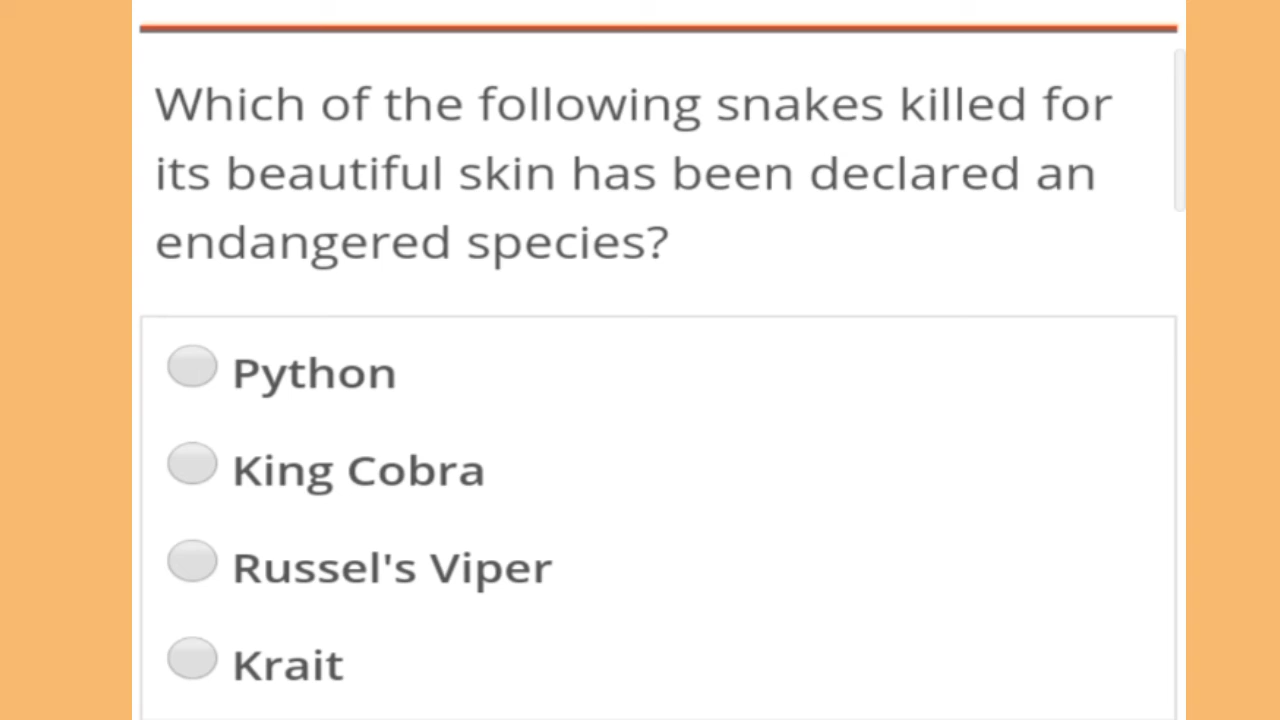 Which of the following snakes killed for
its beautiful skin has been declared an
endangered species?
Python
King Cobra
Russel's Viper
Krait